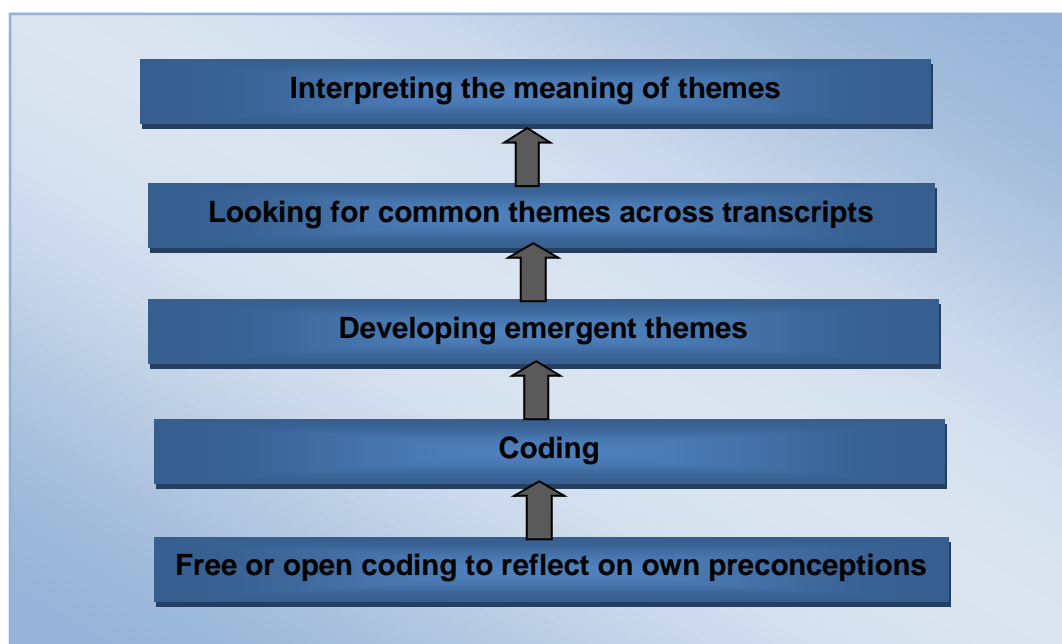 Interpreting the meaning of themes
Looking for common themes across transcripts
Developing emergent themes
Coding
Free or open coding to reflect on own preconceptions